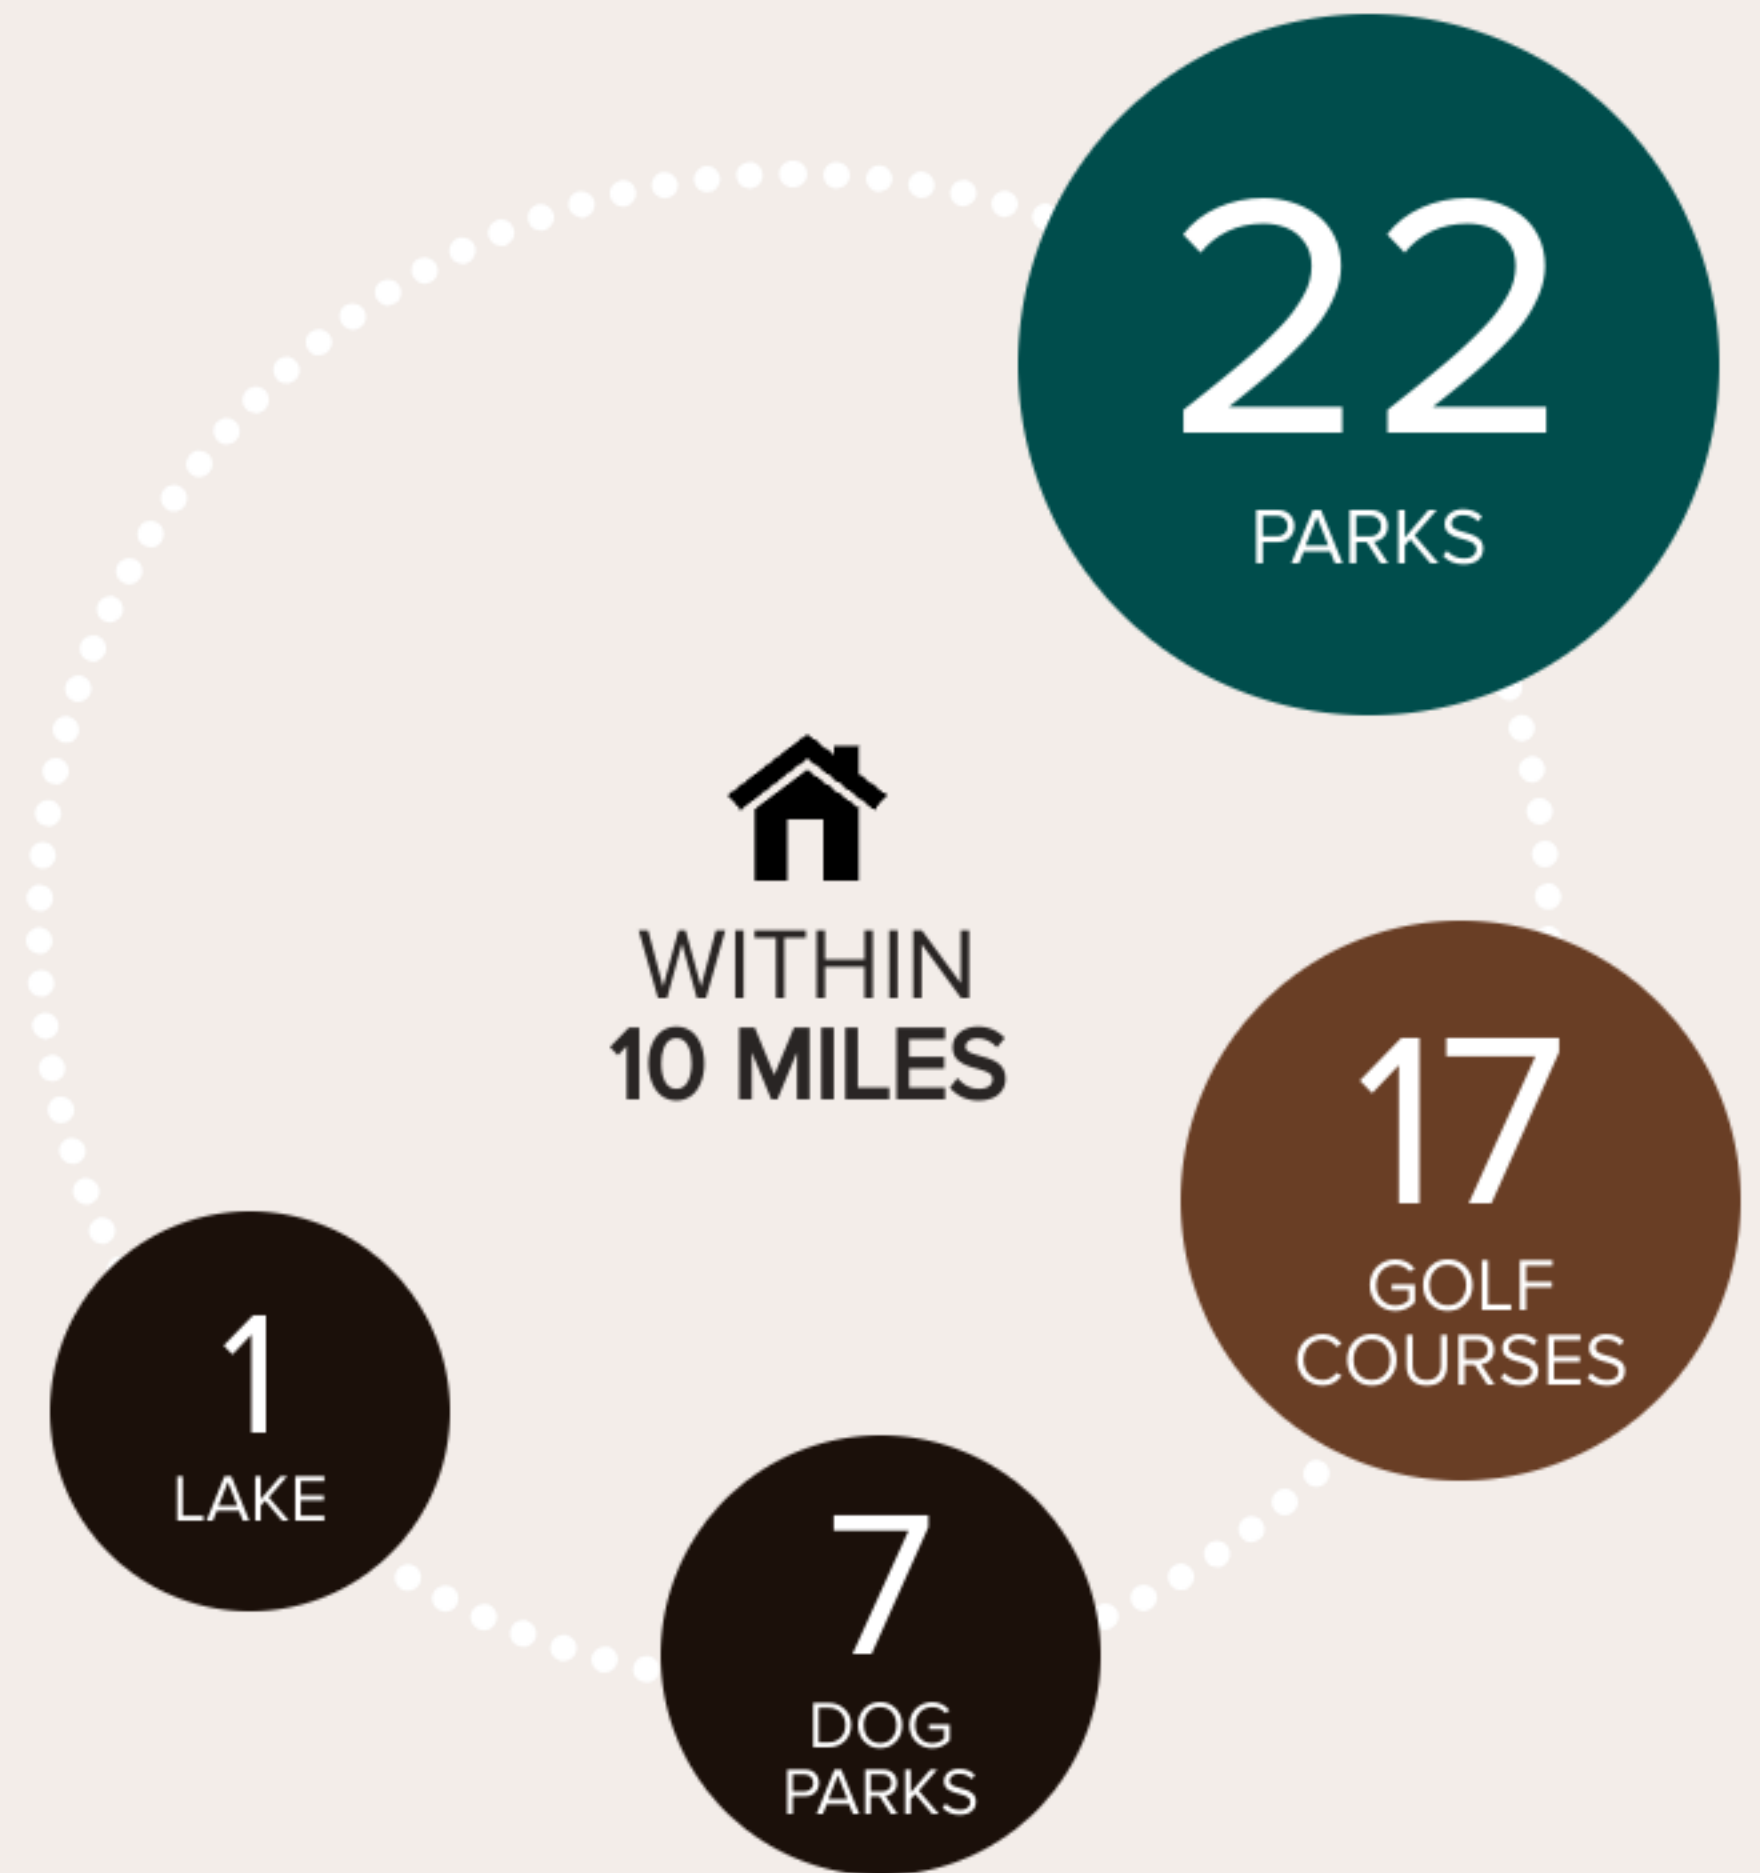 22
PARKS
WITHIN
10 MILES
17
GOLF
COURSES
1
LAKE
7
DOG
PARKS